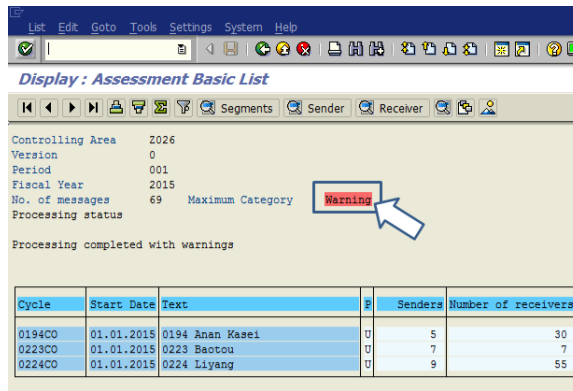 List Edit Goto Tools Settings System Help
Display : Assessment Basic List
Segments Sender Receiver
Controlling Area Z026
Version 0
Period 001
Fiscal Year 2015
No. of messages 69 Maximum Category Warning
Processing status
Processing completed with warnings
Cycle Start Date Text P Senders Number of receivers
0194CO 01.01.2015 0194 Anan Kasei U 5 30
0223CO 01.01.2015 0223 Baotou U 7 7
0224CO 01.01.2015 0224 Liyang U 9 55